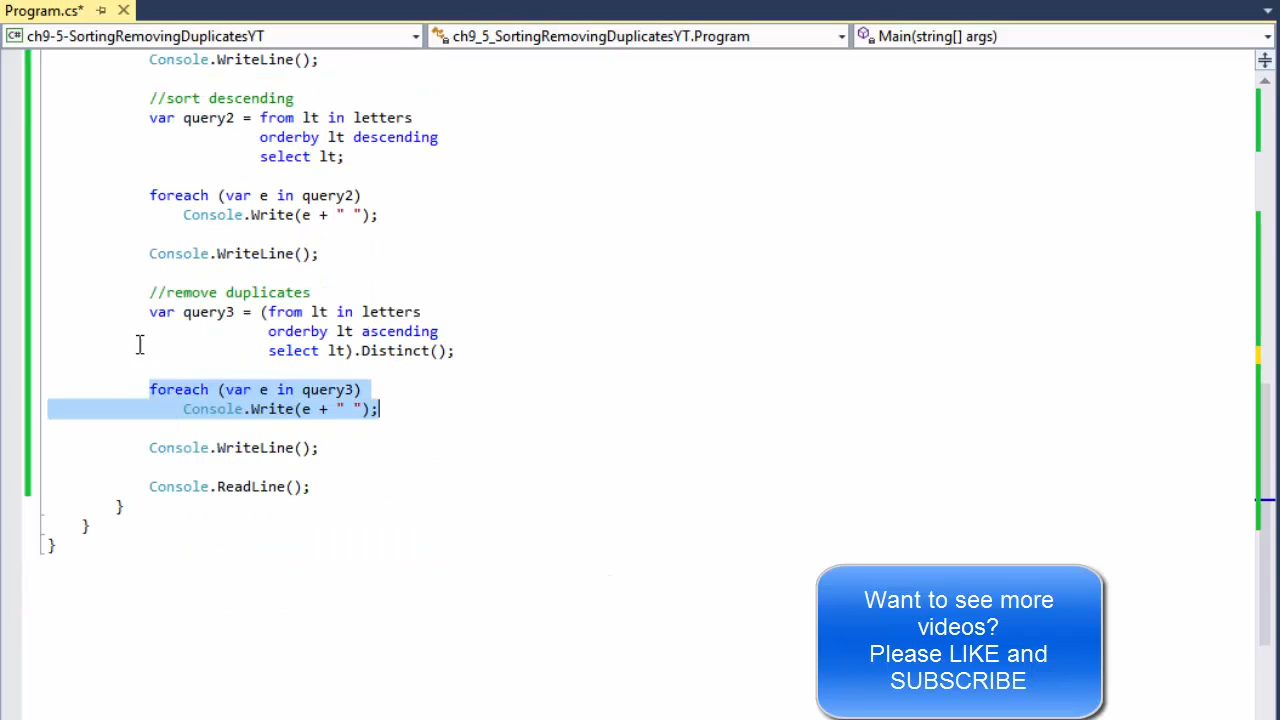 Program.cs*
ch9-5-SortingRemovingDuplicatesYT
ch9_5_SortingRemovingDuplicatesYT.Program
Main(string[] args)
Console.WriteLine();
//sort descending
var query2 = from lt in letters
orderby lt descending
select lt;
foreach (var e in query2)
Console.Write(e + " ");
Console.WriteLine();
//remove duplicates
var query3 = (from lt in letters
orderby lt ascending
select lt).Distinct();
foreach (var e in query3)
Console.Write(e + " ");
Console.WriteLine();
Console.ReadLine();
}
}
}
Want to see more
videos?
Please LIKE and
SUBSCRIBE